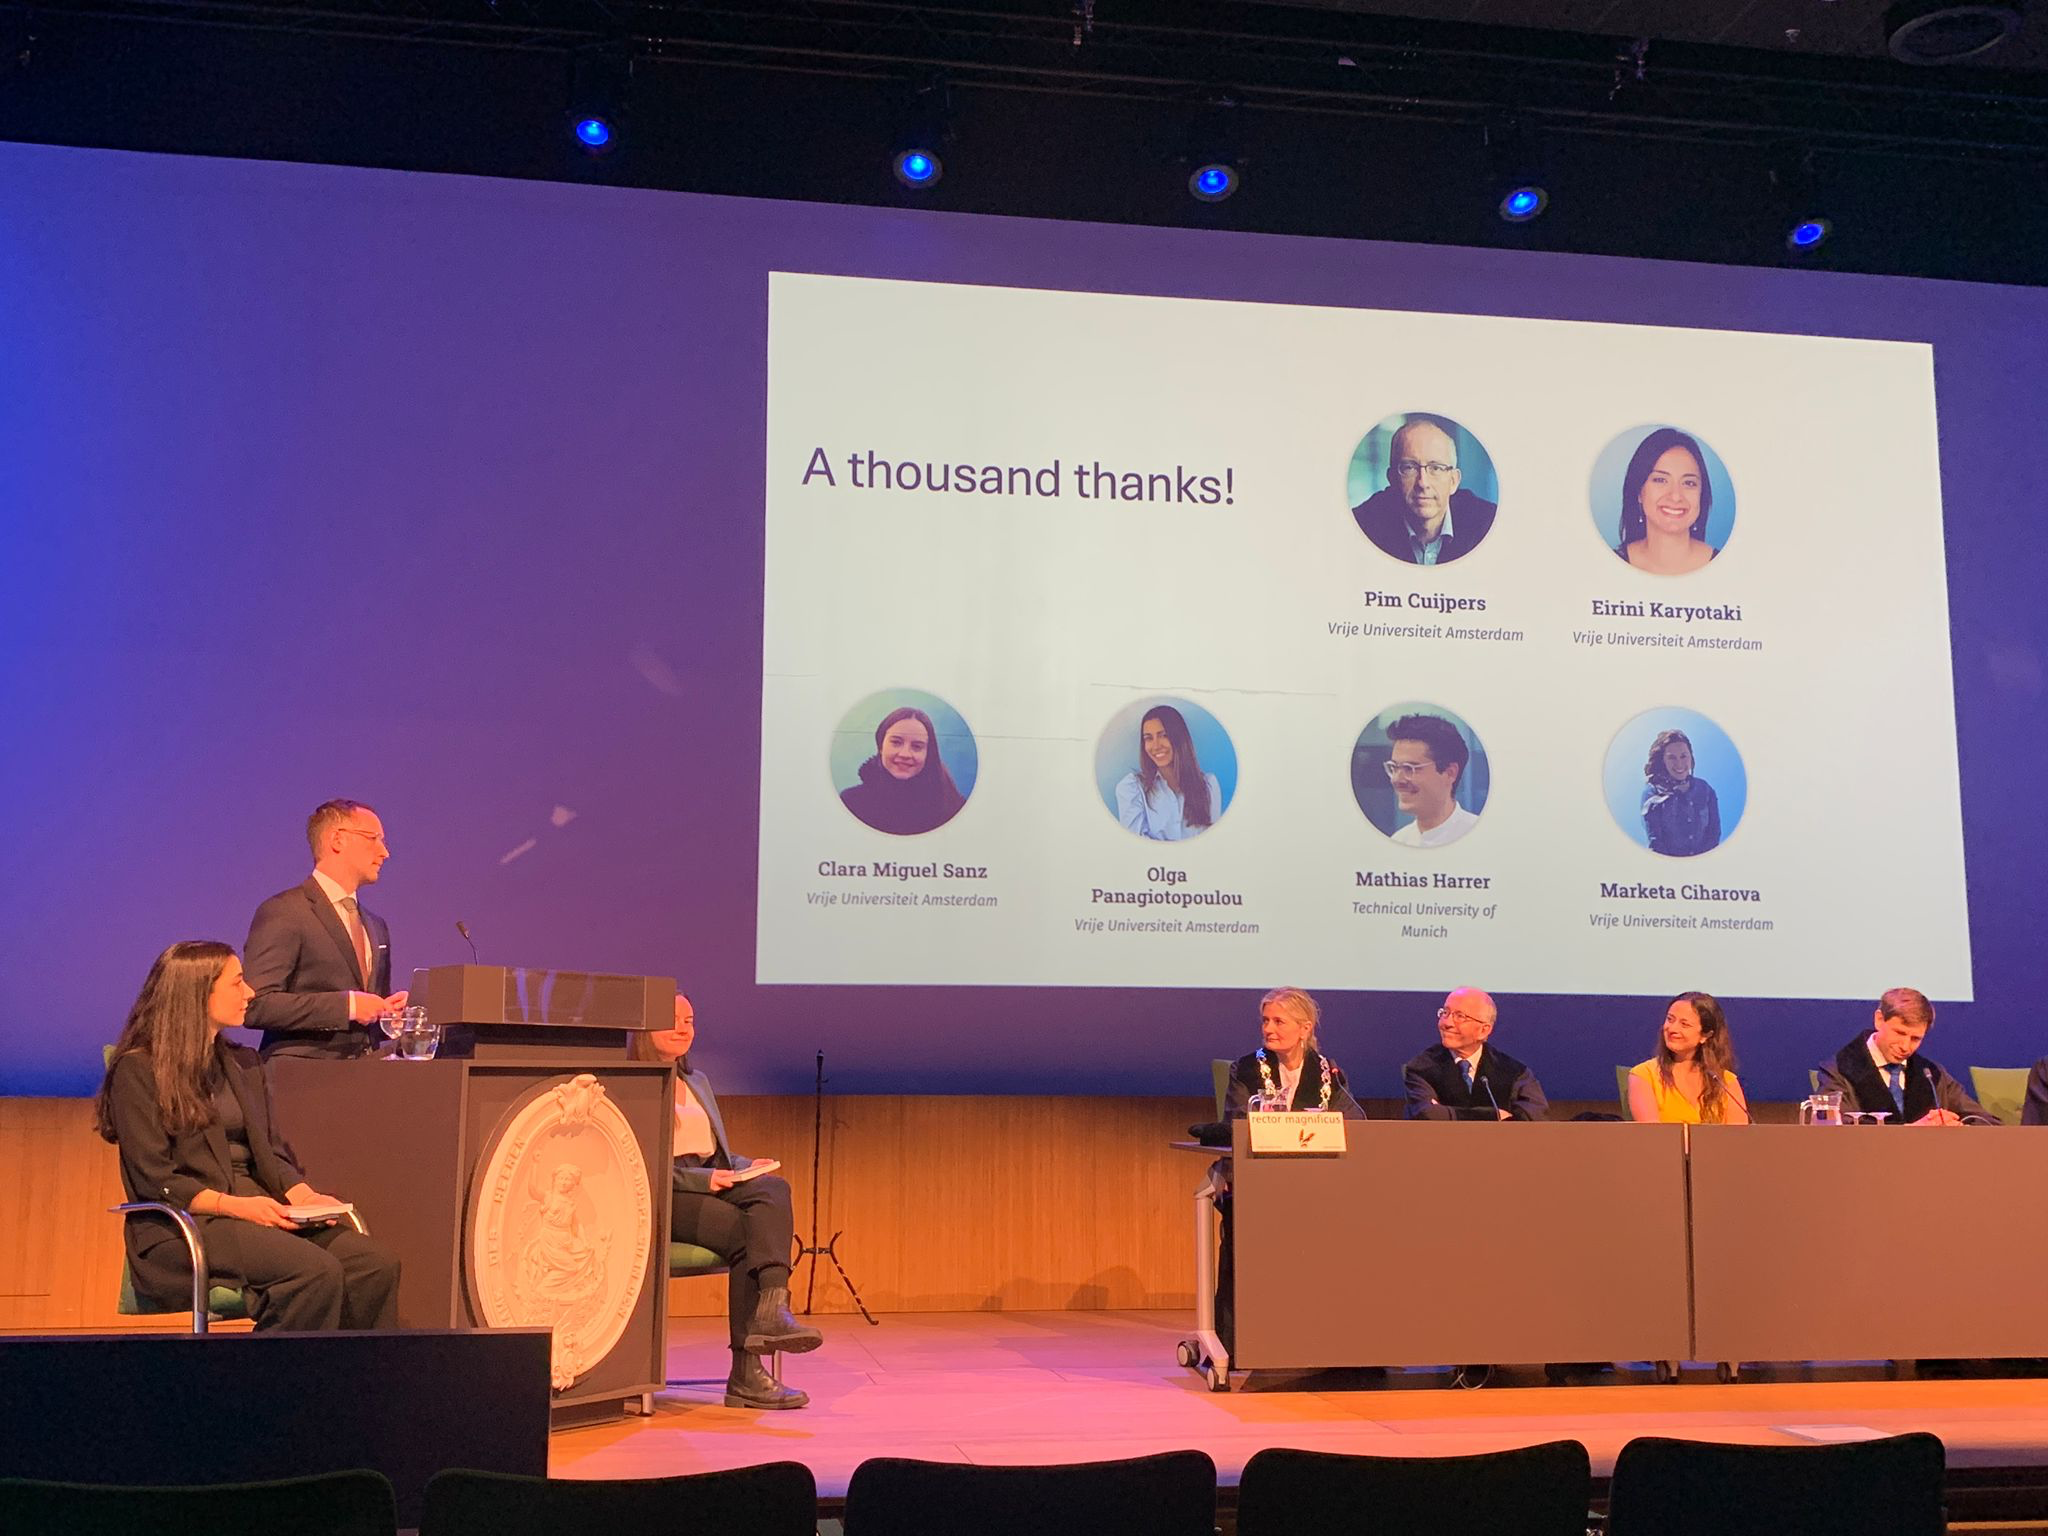 A thousand thanks!
Pim Cuijpers
Vrije Universiteit Amsterdam
Eirini Karyotaki
Vrije Universiteit Amsterdam
Clara Miguel Sanz
Vrije Universiteit Amsterdam
Olga
Panagiotopoulou
Vrije Universiteit Amsterdam
Mathias Harrer
Technical University of
Munich
Marketa Ciharova
Vrije Universiteit Amsterdam
rector magnificus